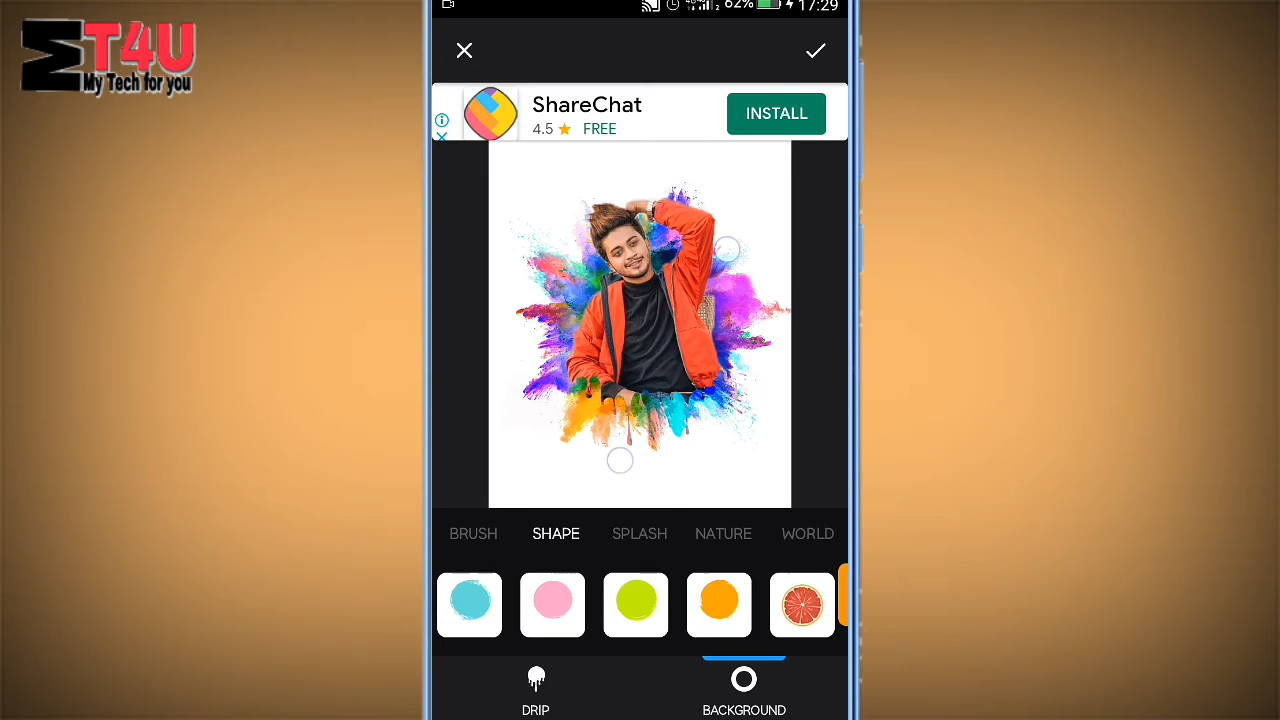 MT4U
My Tech for you
62% 17:29
ShareChat
4.5 ★ FREE
INSTALL
BRUSH SHAPE SPLASH NATURE WORLD
DRIP BACKGROUND